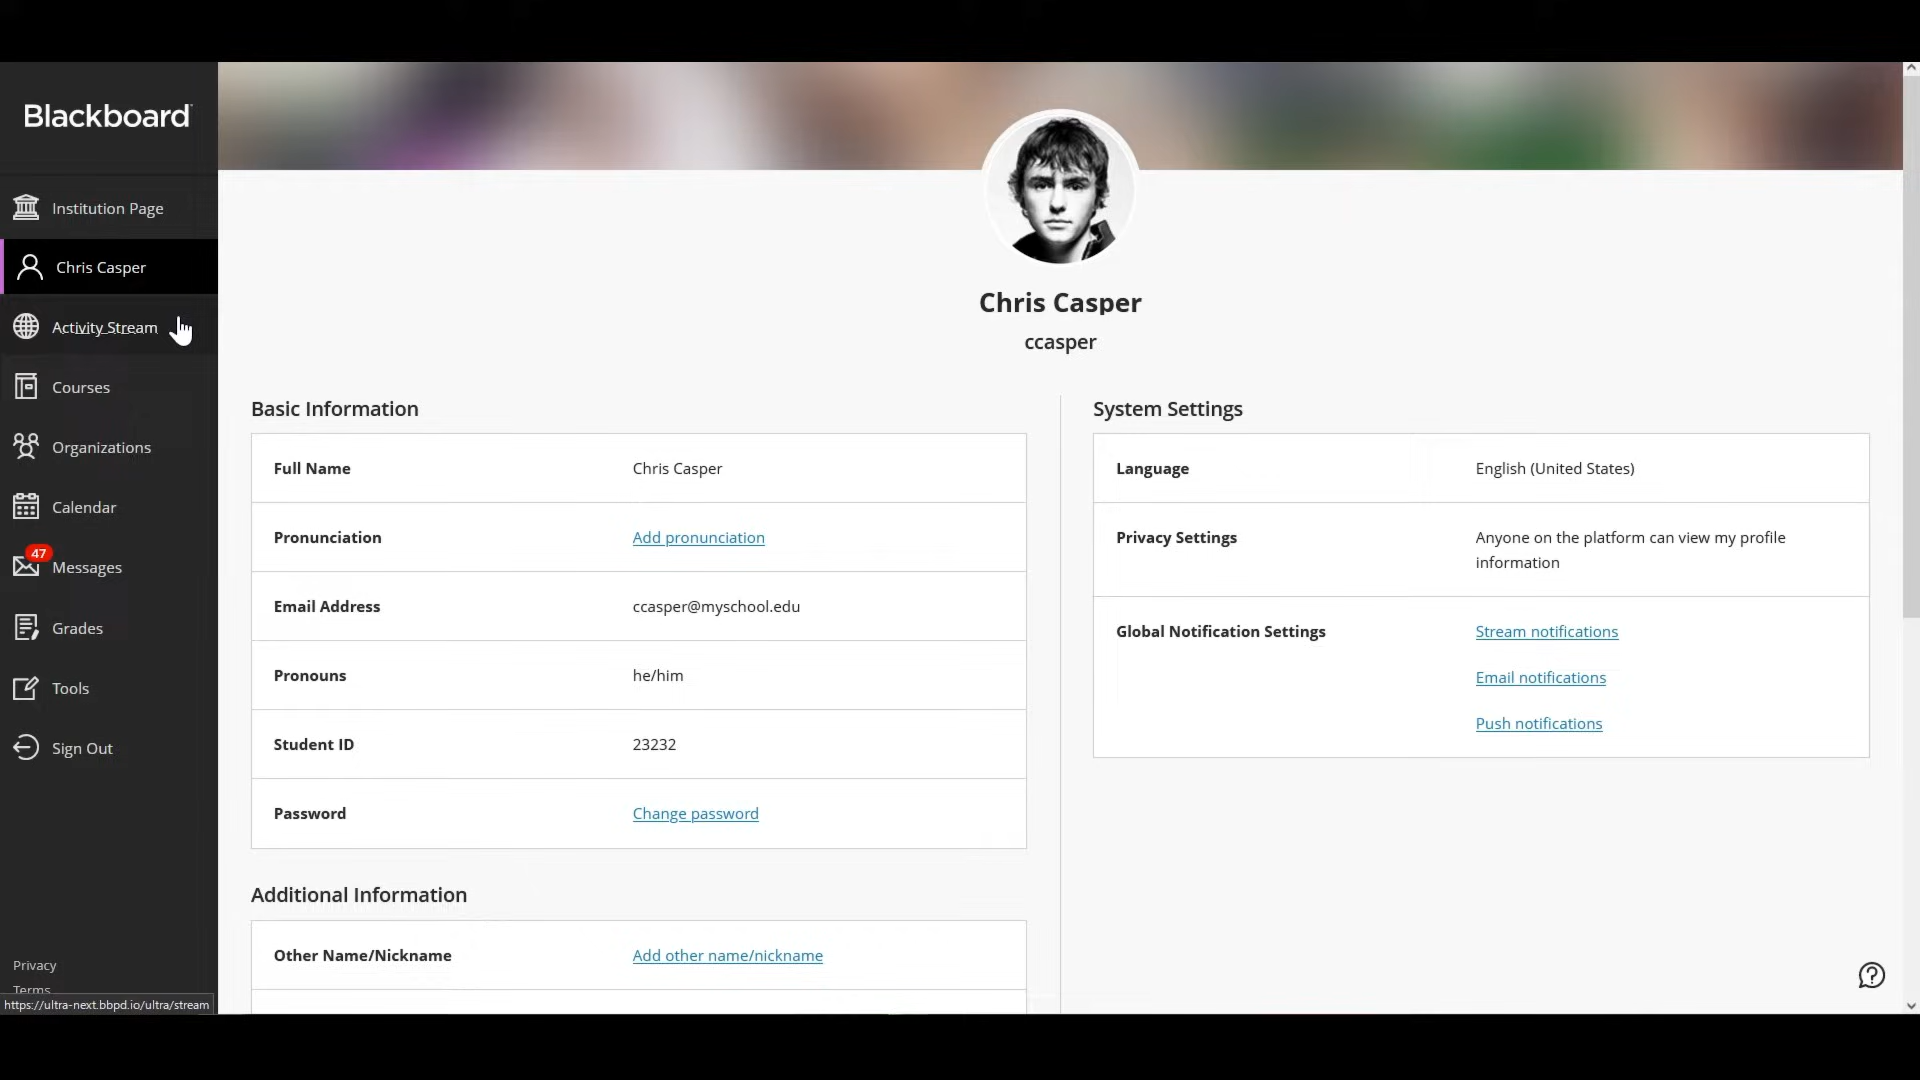 Blackboard
Institution Page
Chris Casper
Activity Stream
Courses
Organizations
Calendar
47
Messages
Grades
Tools
Sign Out
Privacy
Terms
https://ultra-next.bbpd.io/ultra/stream
Chris Casper
ccasper
Basic Information
Full Name Chris Casper
Pronunciation Add pronunciation
Email Address ccasper@myschool.edu
Pronouns he/him
Student ID 23232
Password Change password
Additional Information
Other Name/Nickname Add other name/nickname
System Settings
Language English (United States)
Privacy Settings Anyone on the platform can view my profile
information
Global Notification Settings Stream notifications
Email notifications
Push notifications